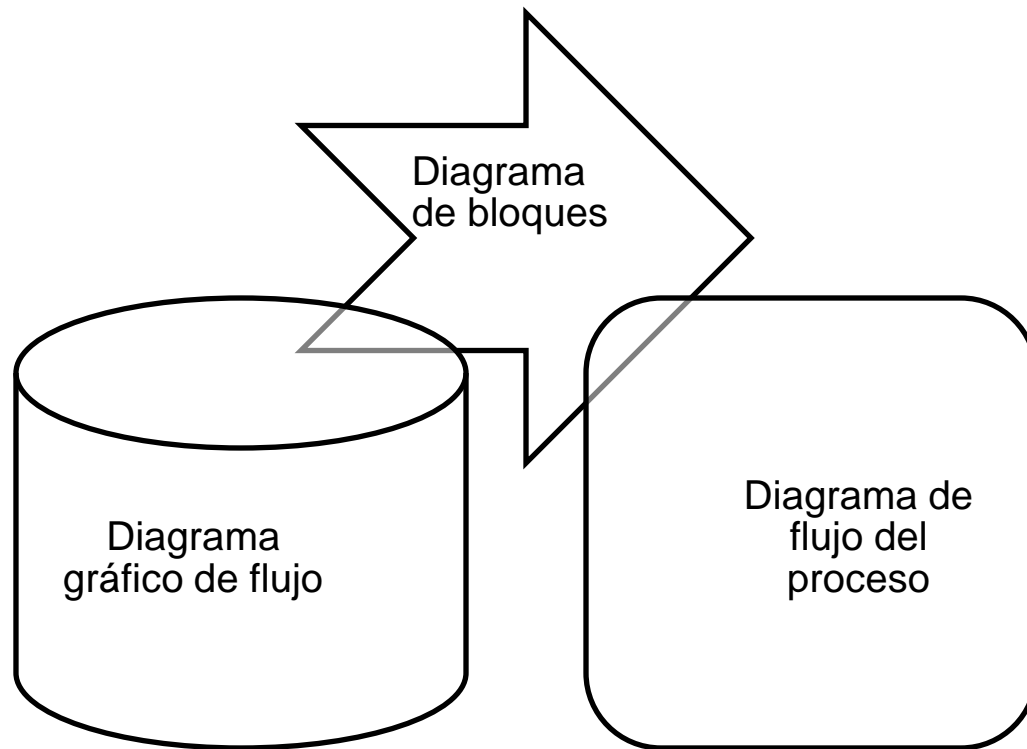 Diagrama
de bloques
Diagrama
gráfico de flujo
Diagrama de
flujo del
proceso